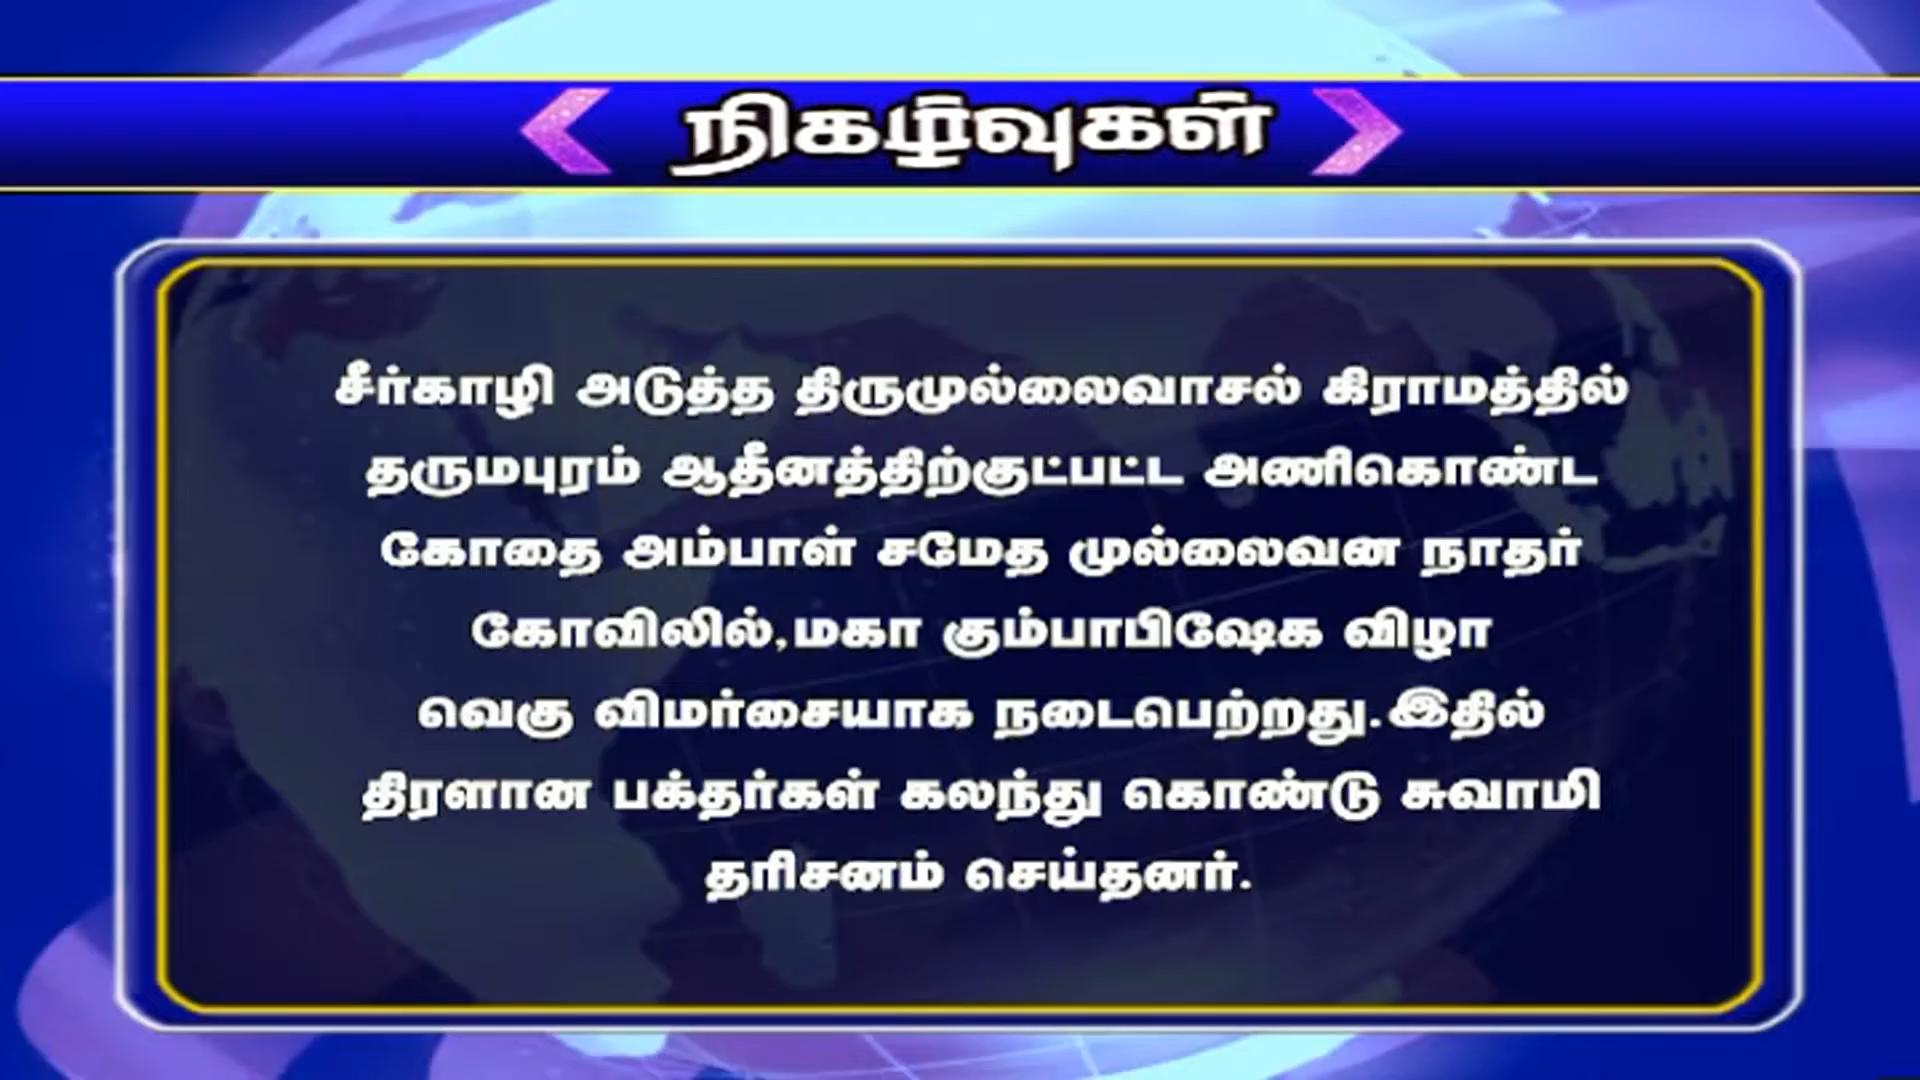 நிகழ்வுகள்
சீர்காழி அடுத்த திருமுல்லைவாசல் கிராமத்தில்
தருமபுரம் ஆதீனத்திற்குட்பட்ட அணிகொண்ட
கோதை அம்பாள் சமேத முல்லைவன நாதர்
கோவிலில்,மகா கும்பாபிஷேக விழா
வெகு விமர்சையாக நடைபெற்றது.இதில்
திரளான பக்தர்கள் கலந்து கொண்டு சுவாமி
தரிசனம் செய்தனர்.